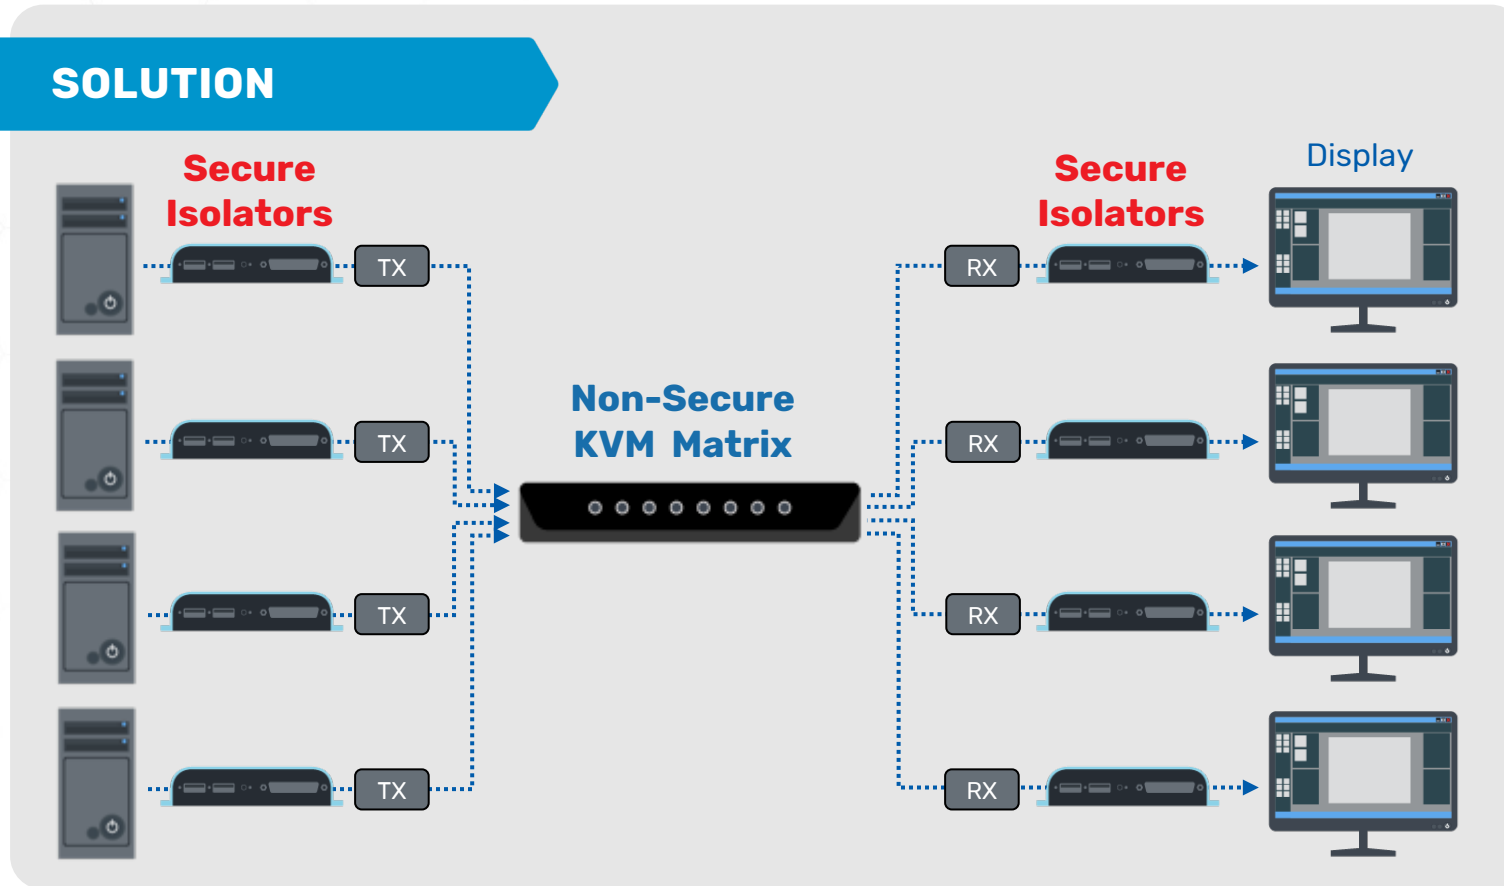 SOLUTION
Secure
Isolators
Secure
Isolators
Display
TX
RX
Non-Secure
KVM Matrix
TX
RX
TX
RX
TX
RX